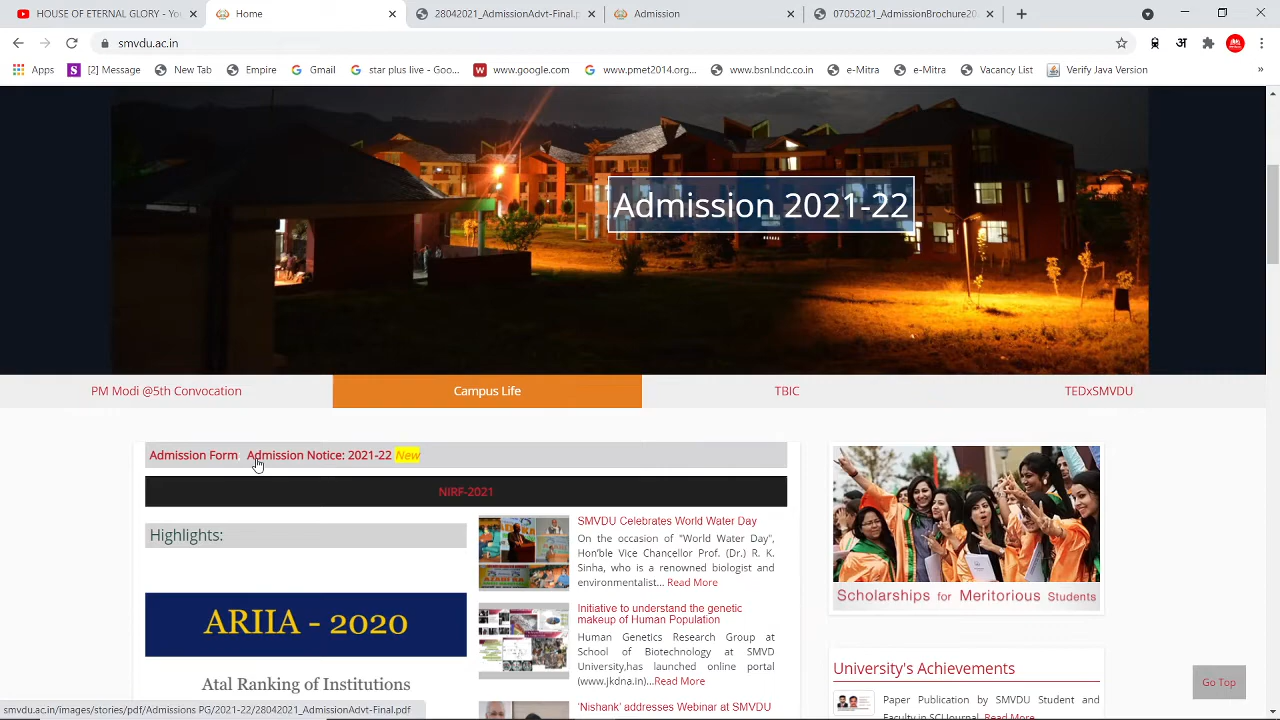 HOUSE OF ETERNAL GLORY - You
Home
28042021_AdmissionAdvt-Final.p
Admission
07052021_AdmissionBrochure20
smvdu.ac.in
अ
Apps
[2] Message
New Tab
Empire
Gmail
star plus live - Goo...
www.google.com
www.pmet2014.org...
www.bsnlndc.co.in
e-Mitra
e-Mitra
Vacancy List
Verify Java Version
»
Admission 2021-22
PM Modi @5th Convocation
Campus Life
TBIC
TEDxSMVDU
Admission Form Admission Notice: 2021-22 New
NIRF-2021
Highlights:
ARIIA - 2020
Atal Ranking of Institutions
SMVDU Celebrates World Water Day
On the occasion of "World Water Day",
Hon'ble Vice Chancellor Prof. (Dr.) R. K.
Sinha, who is a renowned biologist and
environmentalist... Read More
Initiative to understand the genetic
makeup of Human Population
Human Genetics Research Group at
School of Biotechnology at SMVD
University,has launched online portal
(www.jkdna.in)...Read More
'Nishank' addresses Webinar at SMVDU
Scholarships for Meritorious Students
University's Achievements
Paper Publication by SMVDU Student and
Faculty in SCI Journal Read More
Go Top
smvdu.ac.in/images/stories/pdf/Admissions PG/2021-22/28042021_AdmissionAdvt-Final.pdf